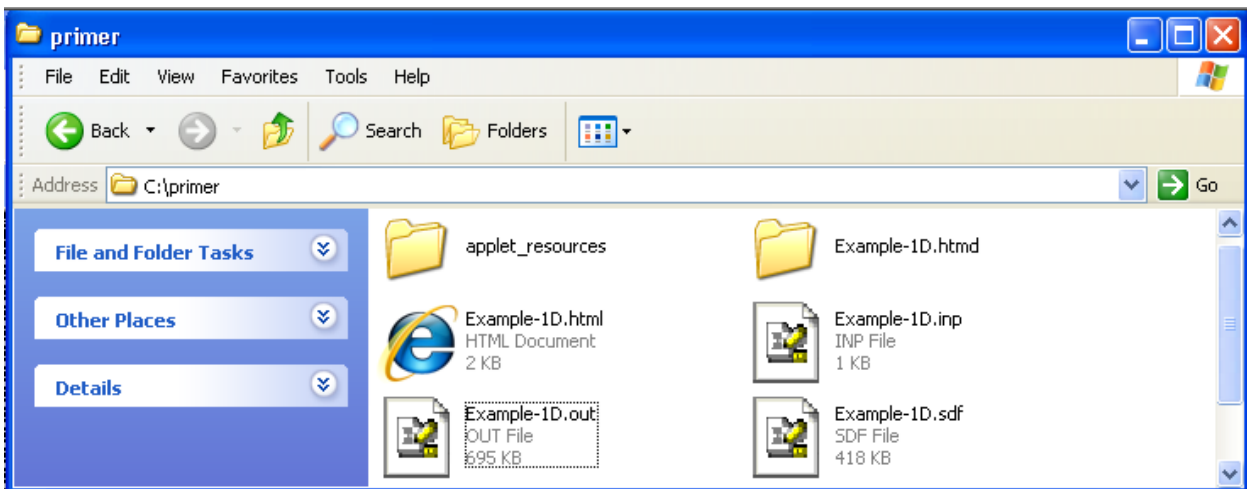 primer
File Edit View Favorites Tools Help
Back Search Folders
Address C:\primer Go
File and Folder Tasks
Other Places
Details
applet_resources
Example-1D.htmd
Example-1D.html
HTML Document
2 KB
Example-1D.inp
INP File
1 KB
Example-1D.out
OUT File
695 KB
Example-1D.sdf
SDF File
418 KB